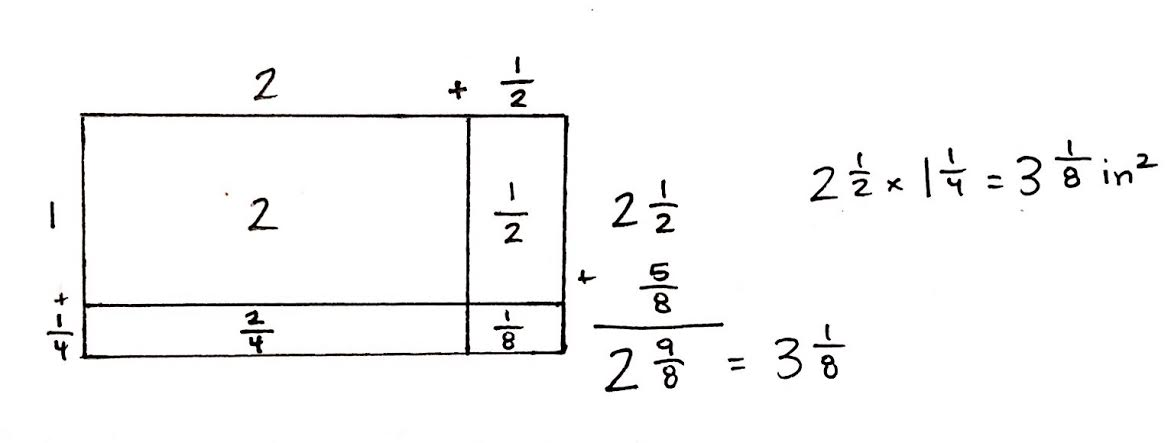 2 + 1/2
1 2 1/2 2 1/2
+ 1/4 2/4 1/8 + 5/8
2 9/8 = 3 1/8
2 1/2 × 1 1/4 = 3 1/8 in²